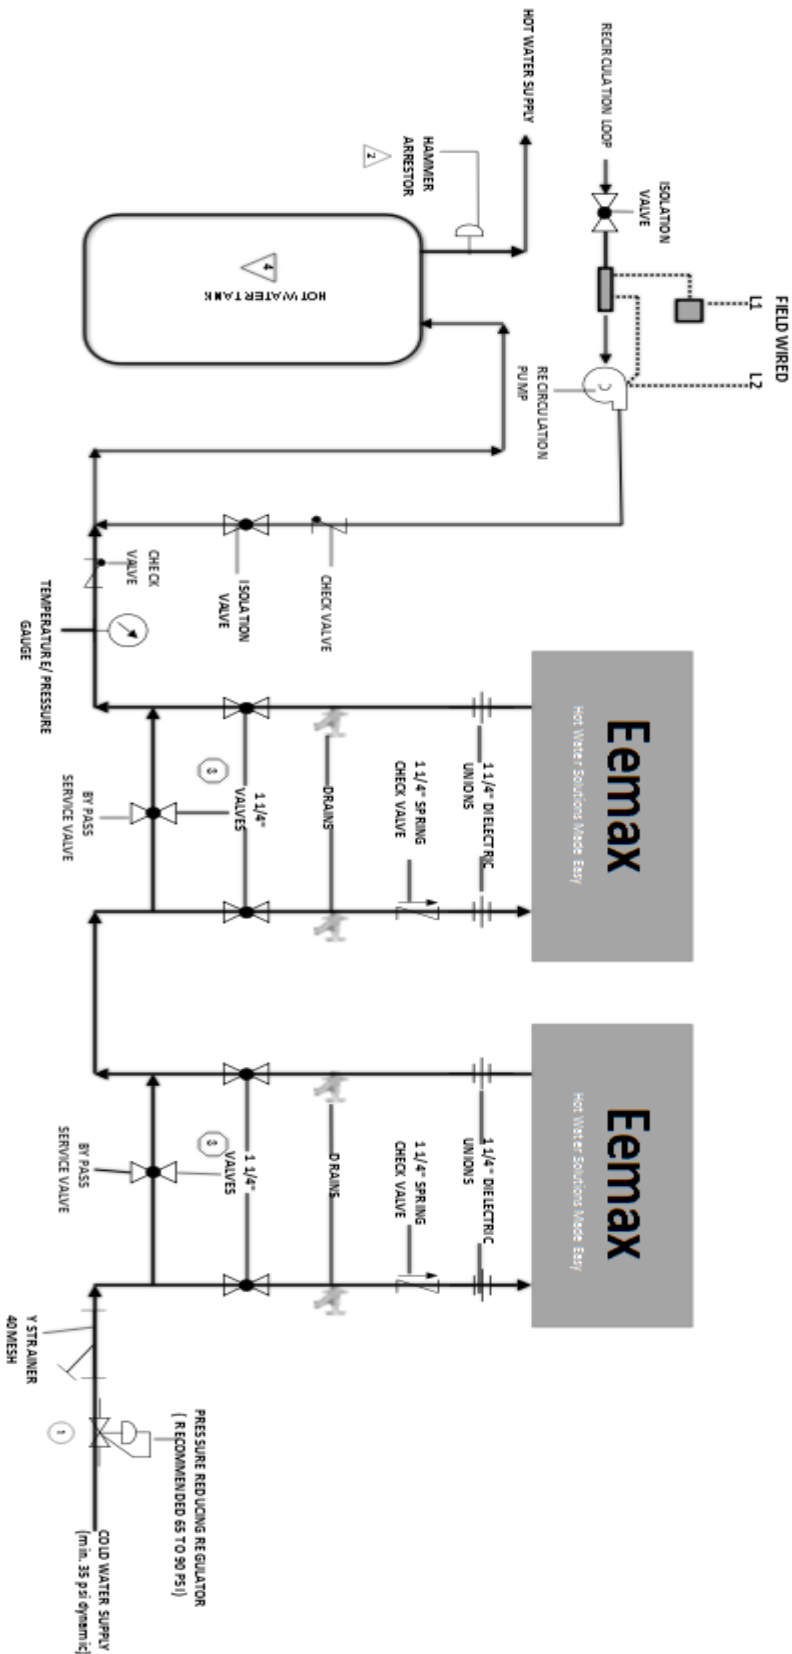 FIELD WIRED
L1
L2
RECIRCULATION LOOP
ISOLATION
VALVE
HOT WATER SUPPLY
HAMMER
ARRESTOR
2
4
HOT WATER TANK
RECIRCULATION
PUMP
CHECK VALVE
ISOLATION
VALVE
CHECK
VALVE
TEMPERATURE/ PRESSURE
GAUGE
Eemax
Hot Water Solutions Made Easy
1 1/4" DIELECTRIC
UNIONS
1 1/4" SPRING
CHECK VALVE
DRAINS
1 1/4"
VALVES
3
BY PASS
SERVICE VALVE
Eemax
Hot Water Solutions Made Easy
1 1/4" DIELECTRIC
UNIONS
1 1/4" SPRING
CHECK VALVE
DRAINS
1 1/4"
VALVES
3
BY PASS
SERVICE VALVE
Y STRAINER
40 MESH
1
PRESSURE REDUCING REGULATOR
( RECOMMENDED 65 TO 90 PSI)
COLD WATER SUPPLY
(min. 35 psi dynamic)